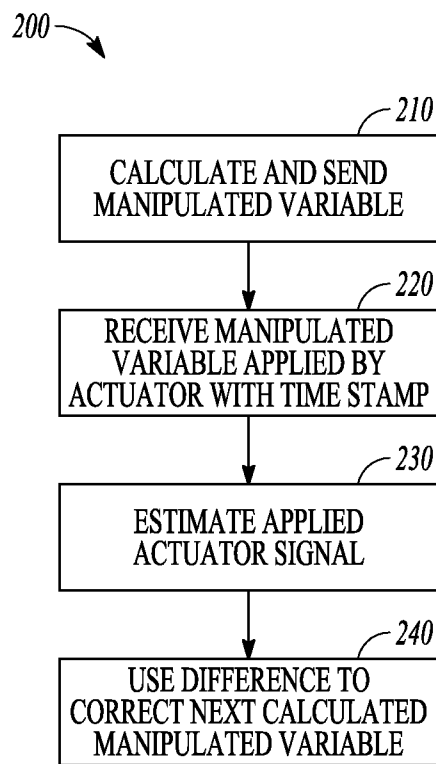 200
210
CALCULATE AND SEND
MANIPULATED VARIABLE
220
RECEIVE MANIPULATED
VARIABLE APPLIED BY
ACTUATOR WITH TIME STAMP
230
ESTIMATE APPLIED
ACTUATOR SIGNAL
240
USE DIFFERENCE TO
CORRECT NEXT CALCULATED
MANIPULATED VARIABLE